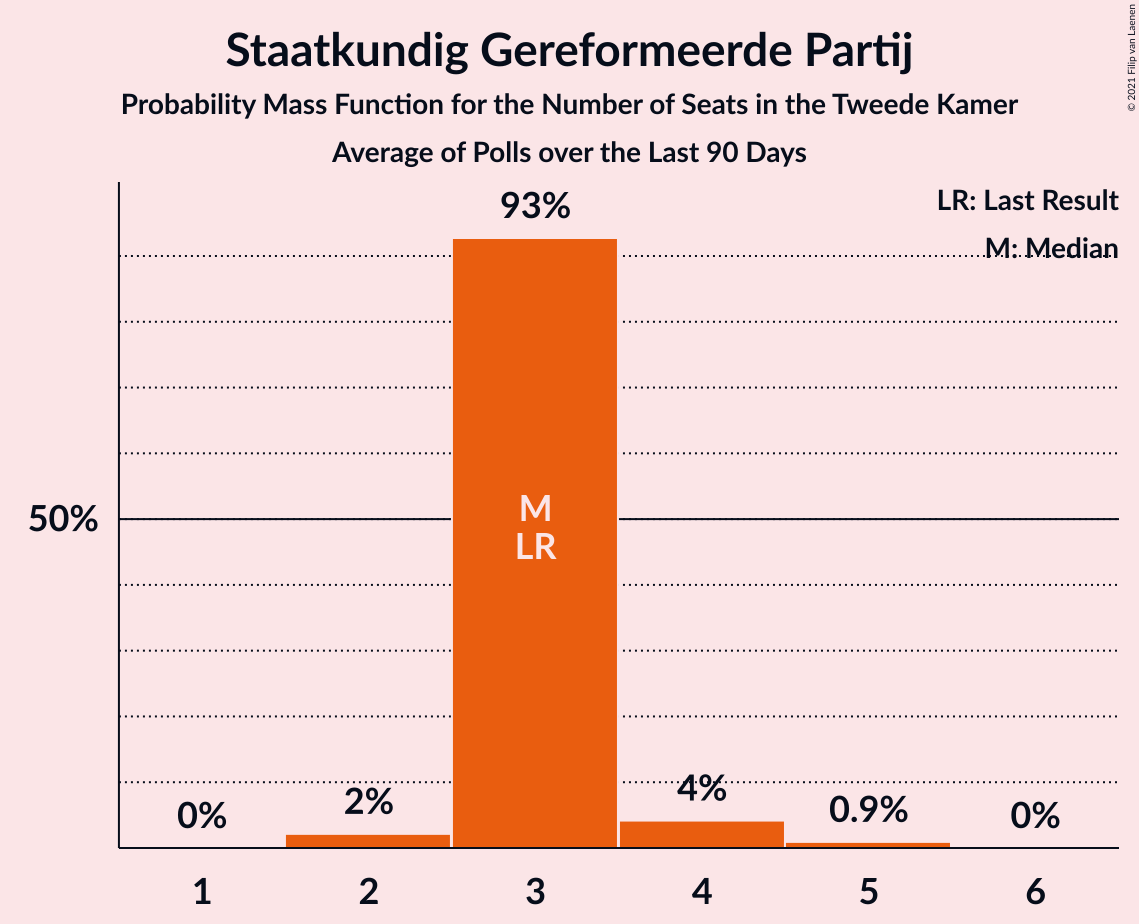 Staatkundig Gereformeerde Partij
Probability Mass Function for the Number of Seats in the Tweede Kamer
Average of Polls over the Last 90 Days
© 2021 Filip van Laenen
LR: Last Result
M: Median
93%
50%
M
LR
0%
2%
4%
0.9%
0%
1 2 3 4 5 6